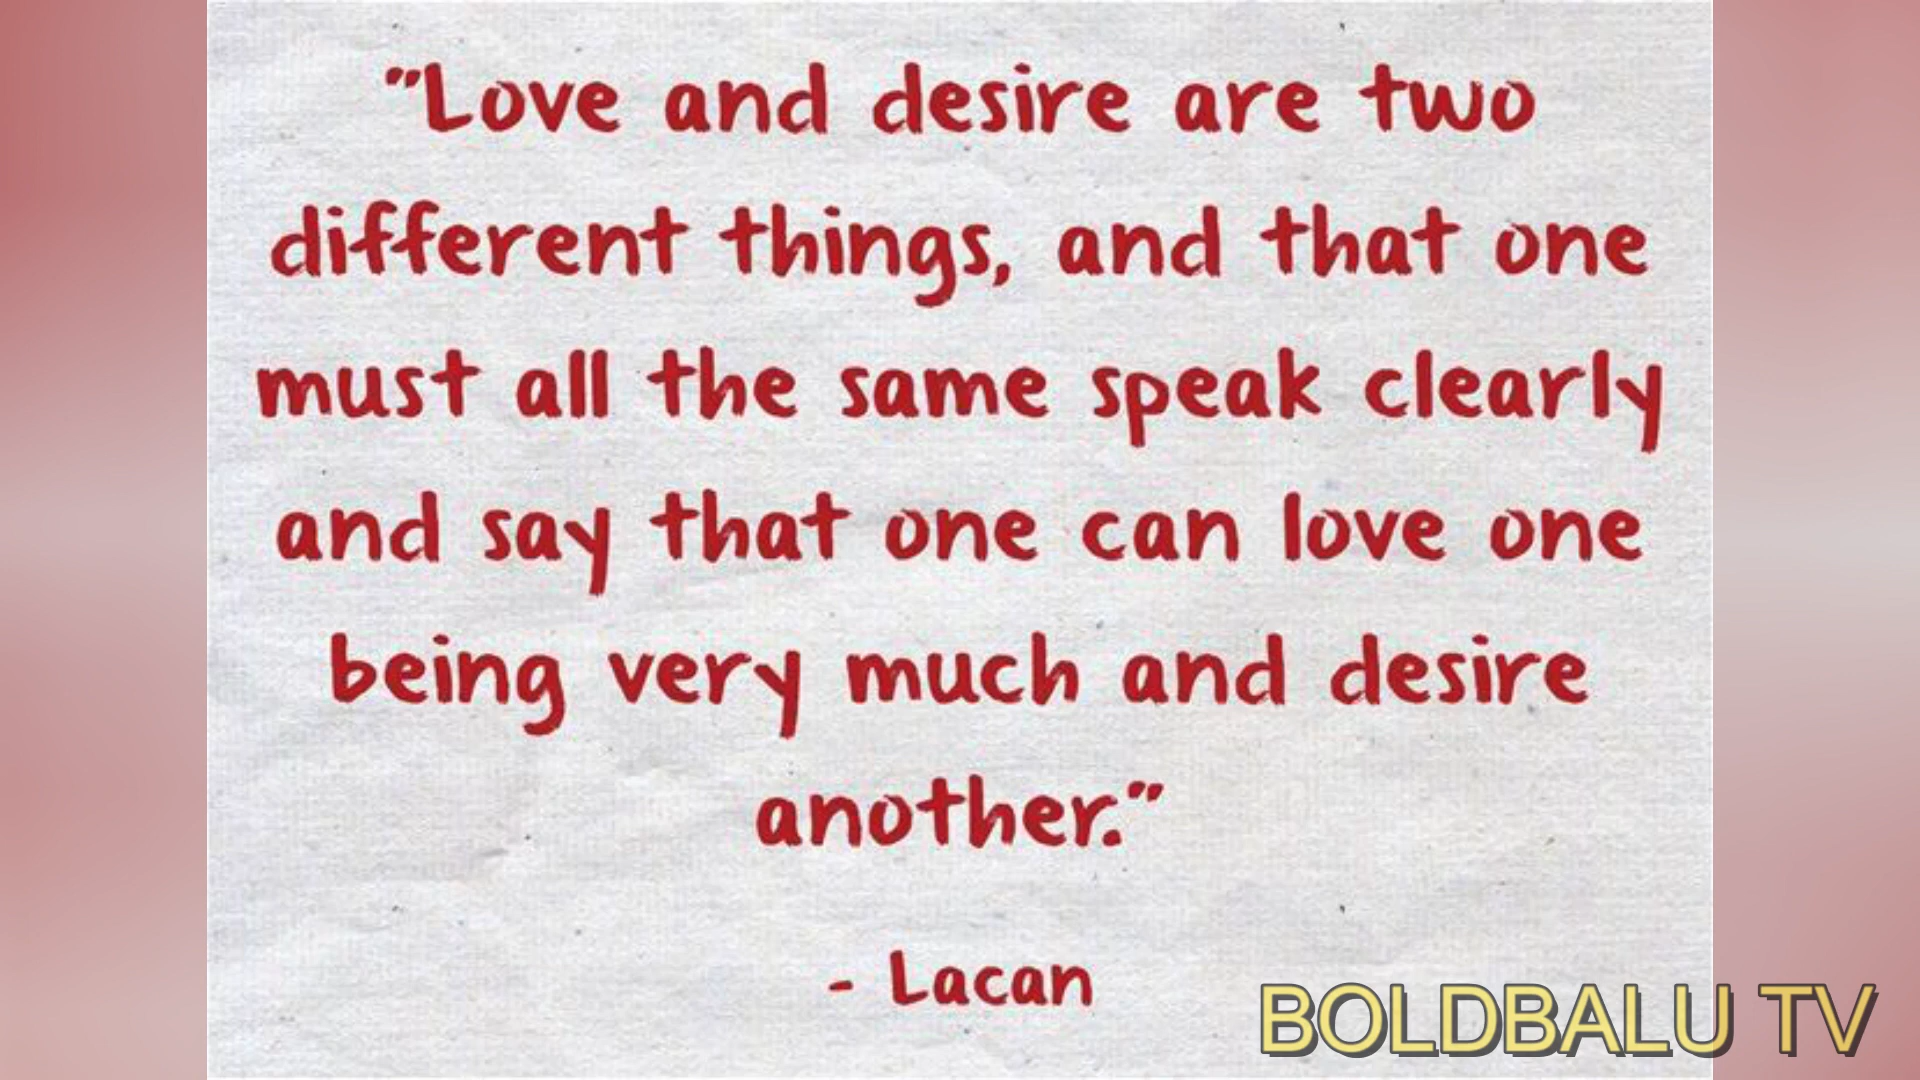 "Love and desire are two
different things, and that one
must all the same speak clearly
and say that one can love one
being very much and desire
another."
- Lacan
BOLDBALU TV